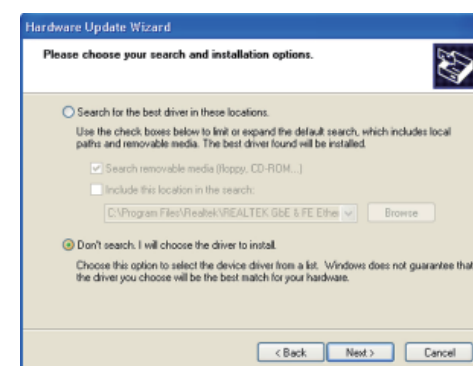 Hardware Update Wizard
Please choose your search and installation options.
Search for the best driver in these locations.
Use the check boxes below to limit or expand the default search, which includes local
paths and removable media. The best driver found will be installed.
Search removable media (floppy, CD-ROM...)
Include this location in the search:
C:\Program Files\Realtek\REALTEK GbE & FE Ether
Browse
Don't search. I will choose the driver to install.
Choose this option to select the device driver from a list. Windows does not guarantee that
the driver you choose will be the best match for your hardware.
< Back Next > Cancel